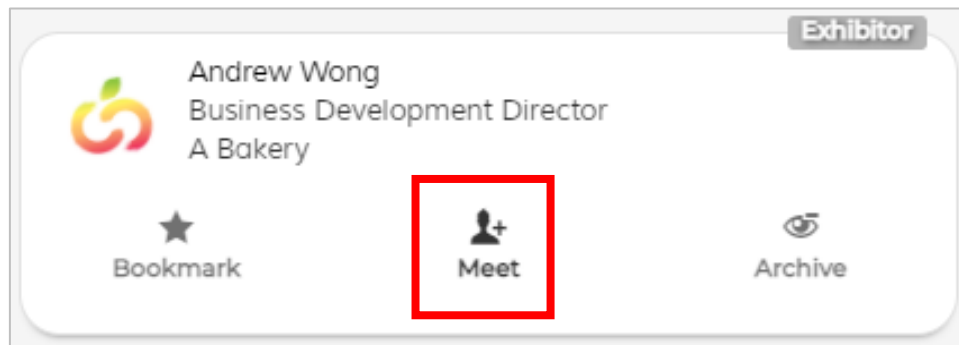 Exhibitor
Andrew Wong
Business Development Director
A Bakery
Bookmark
Meet
Archive